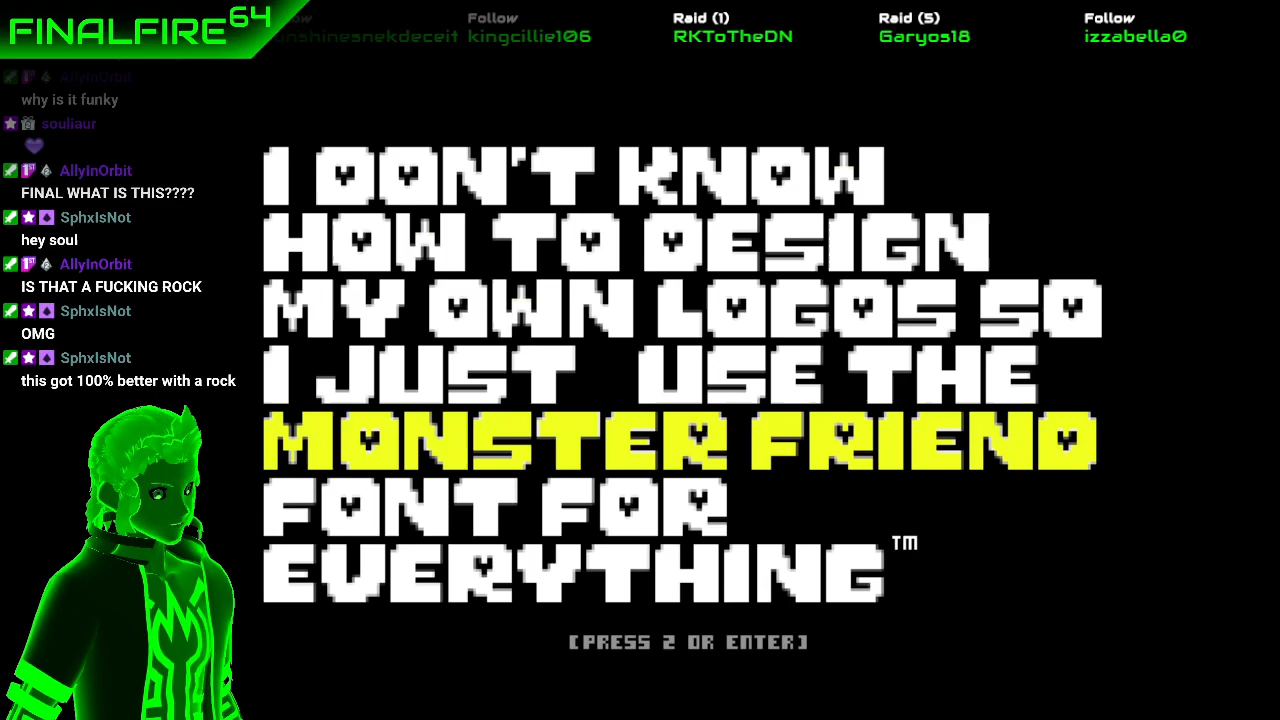 FINALFIRE64
Follow
kingcillie106
Raid (1)
RKToTheDN
Raid (5)
Garyos18
Follow
izzabella0
AllyInOrbit
why is it funky
souliaur
AllyInOrbit
FINAL WHAT IS THIS????
SphxIsNot
hey soul
AllyInOrbit
IS THAT A FUCKING ROCK
SphxIsNot
OMG
SphxIsNot
this got 100% better with a rock
I DON'T KNOW
HOW TO DESIGN
MY OWN LOGOS SO
I JUST USE THE
MONSTER FRIEND
FONT FOR
EVERYTHING™
[PRESS Z OR ENTER]